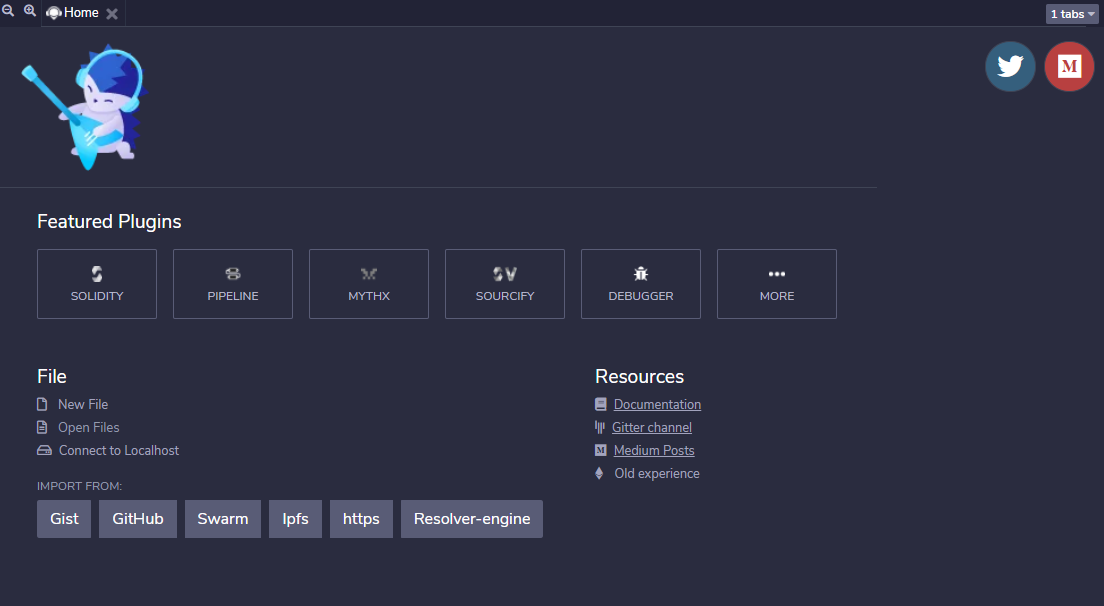 Home
1 tabs
M
Featured Plugins
SOLIDITY
PIPELINE
MYTHX
SOURCIFY
DEBUGGER
MORE
File
New File
Open Files
Connect to Localhost
IMPORT FROM:
Gist
GitHub
Swarm
Ipfs
https
Resolver-engine
Resources
Documentation
Gitter channel
M Medium Posts
Old experience